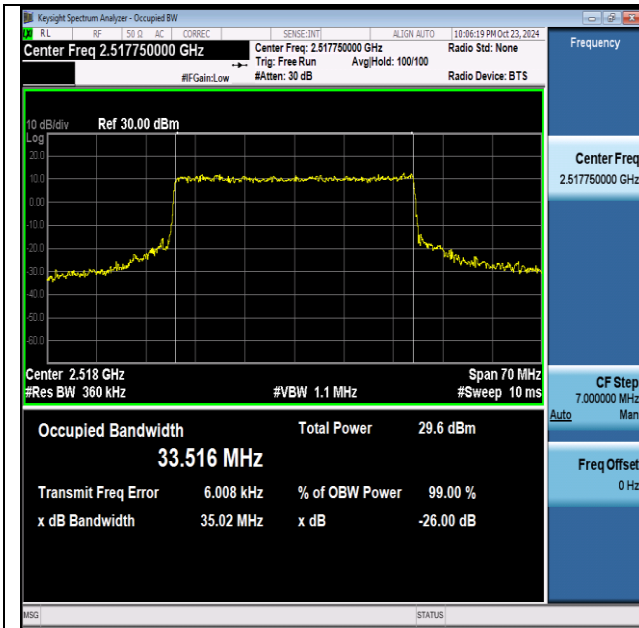 Keysight Spectrum Analyzer - Occupied BW
RL RF 50 Ω AC CORREC SENSE:INT ALIGN AUTO 10:06:19 PM Oct 23, 2024
Center Freq 2.517750000 GHz
Center Freq: 2.517750000 GHz
Radio Std: None
Trig: Free Run Avg|Hold: 100/100
#IFGain:Low
#Atten: 30 dB
Radio Device: BTS
10 dB/div Ref 30.00 dBm
Log
20.0
10.0
0.00
-10.0
-20.0
-30.0
-40.0
-50.0
-60.0
Center 2.518 GHz
Span 70 MHz
#Res BW 360 kHz
#VBW 1.1 MHz
#Sweep 10 ms
Occupied Bandwidth
Total Power 29.6 dBm
33.516 MHz
Transmit Freq Error 6.008 kHz
% of OBW Power 99.00 %
x dB Bandwidth 35.02 MHz
x dB -26.00 dB
MSG
STATUS
Frequency
Center Freq
2.517750000 GHz
CF Step
7.000000 MHz
Auto Man
Freq Offset
0 Hz